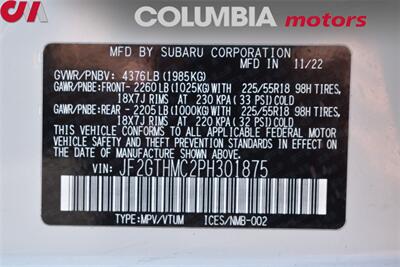 COLUMBIA motors
MFD BY SUBARU CORPORATION
MFD IN 11/22
GVWR/PNBV: 4376LB (1985KG)
GAWR/PNBE:FRONT- 2260LB (1025KG) WITH 225/55R18 98H TIRES,
18X7J RIMS AT 230 KPA (33 PSI) COLD
GAWR/PNBE:REAR - 2205LB (1000KG) WITH 225/55R18 98H TIRES,
18X7J RIMS AT 220 KPA (32 PSI) COLD
THIS VEHICLE CONFORMS TO ALL APPLICABLE FEDERAL MOTOR
VEHICLE SAFETY AND THEFT PREVENTION STANDARDS IN
EFFECT ON THE DATE OF MANUFACTURE SHOWN ABOVE.
VIN: JF2GTHMC2PH301875
TYPE:MPV/VTUM ICES/NMB-002